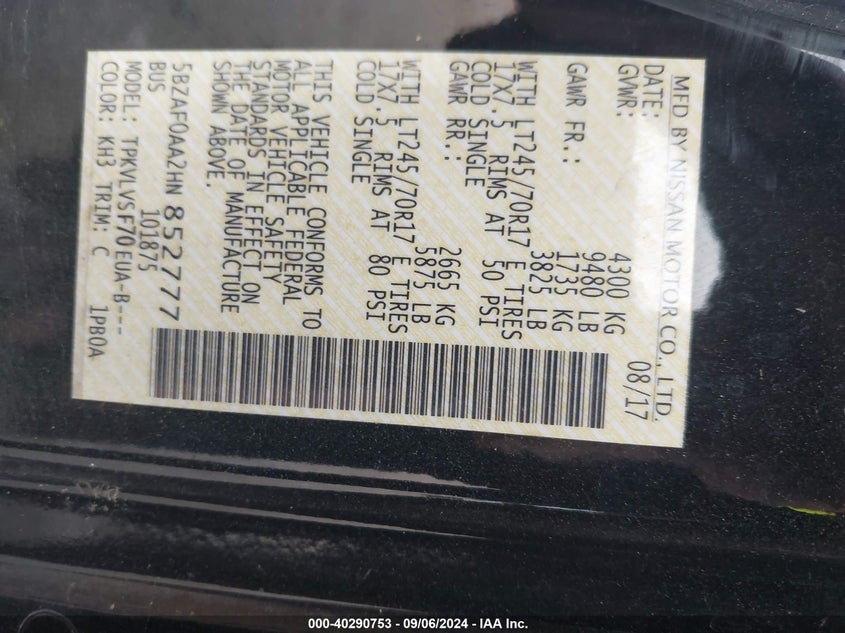 MFD BY NISSAN MOTOR CO., LTD.
DATE: 08/17
GVWR: 4300 KG
9480 LB
GAWR FR.: 1735 KG
3825 LB
WITH LT245/70R17 E TIRES
17X7.5 RIMS AT 50 PSI
COLD SINGLE
GAWR RR.: 2665 KG
5875 LB
WITH LT245/70R17 E TIRES
17X7.5 RIMS AT 80 PSI
COLD SINGLE
THIS VEHICLE CONFORMS TO
ALL APPLICABLE FEDERAL
MOTOR VEHICLE SAFETY
STANDARDS IN EFFECT ON
THE DATE OF MANUFACTURE
SHOWN ABOVE.
5BZAF0AA2HN852777
BUS 101875
MODEL: TPKVLVSF70EUA-B---
COLOR: KH3 TRIM: C 1PB0A
000-40290753 - 09/06/2024 - IAA Inc.